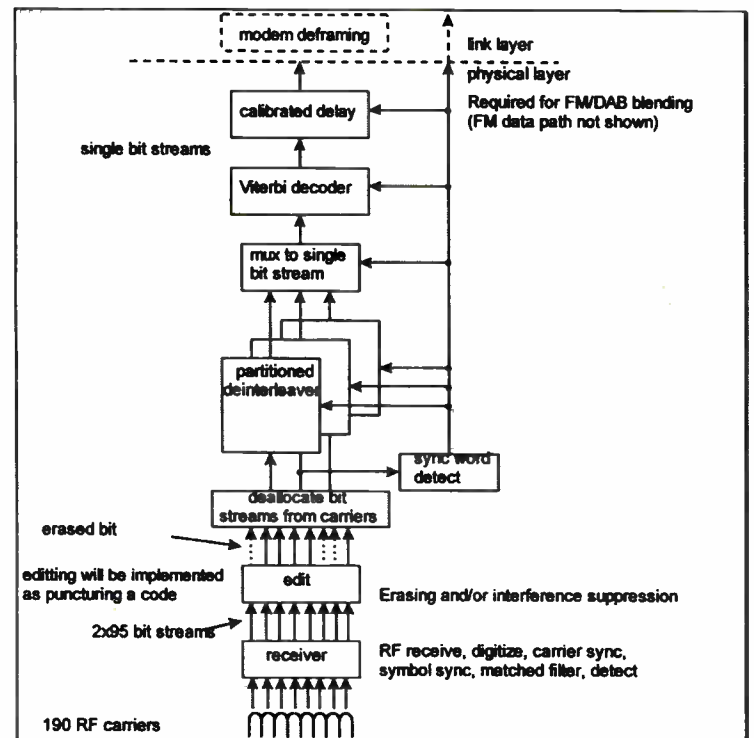 modem deframing
link layer
physical layer
calibrated delay
Required for FM/DAB blending
(FM data path not shown)
single bit streams
Viterbi decoder
mux to single
bit stream
partitioned
deinterleaver
sync word
detect
deallocate bit
streams from carriers
erased bit
editting will be implemented
as puncturing a code
edit
Erasing and/or interference suppression
2x95 bit streams
receiver
RF receive, digitize, carrier sync,
symbol sync, matched filter, detect
190 RF carriers